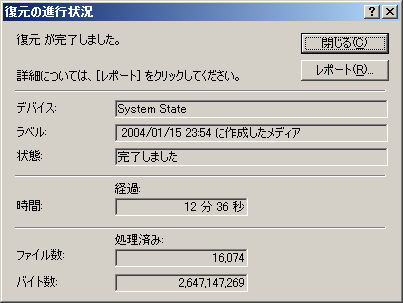 復元の進行状況
復元 が完了しました。
閉じる(C)
詳細については、[レポート] をクリックしてください。
レポート(R)...
デバイス: System State
ラベル: 2004/01/15 23:54 に作成したメディア
状態: 完了しました
経過:
時間: 12 分 36 秒
処理済み:
ファイル数: 16,074
バイト数: 2,647,147,269